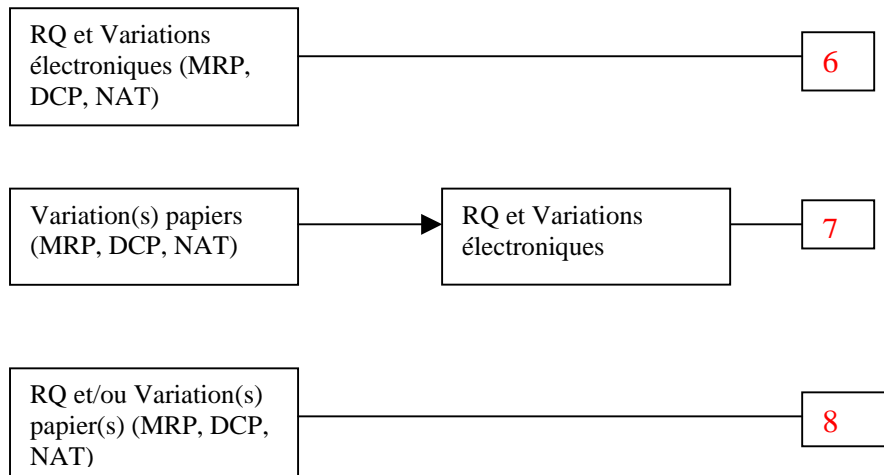 RQ et Variations
électroniques (MRP,
DCP, NAT)
6
Variation(s) papiers
(MRP, DCP, NAT)
RQ et Variations
électroniques
7
RQ et/ou Variation(s)
papier(s) (MRP, DCP,
NAT)
8